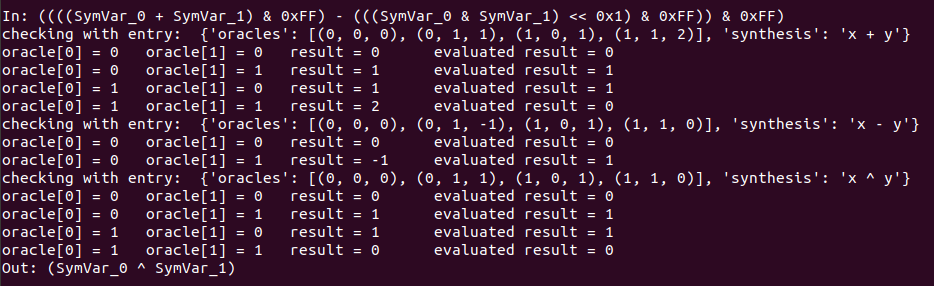 In: ((((SymVar_0 + SymVar_1) & 0xFF) - (((SymVar_0 & SymVar_1) << 0x1) & 0xFF)) & 0xFF)
checking with entry:  {'oracles': [(0, 0, 0), (0, 1, 1), (1, 0, 1), (1, 1, 2)], 'synthesis': 'x + y'}
oracle[0] = 0   oracle[1] = 0   result = 0      evaluated result = 0
oracle[0] = 0   oracle[1] = 1   result = 1      evaluated result = 1
oracle[0] = 1   oracle[1] = 0   result = 1      evaluated result = 1
oracle[0] = 1   oracle[1] = 1   result = 2      evaluated result = 0
checking with entry:  {'oracles': [(0, 0, 0), (0, 1, -1), (1, 0, 1), (1, 1, 0)], 'synthesis': 'x - y'}
oracle[0] = 0   oracle[1] = 0   result = 0      evaluated result = 0
oracle[0] = 0   oracle[1] = 1   result = -1     evaluated result = 1
checking with entry:  {'oracles': [(0, 0, 0), (0, 1, 1), (1, 0, 1), (1, 1, 0)], 'synthesis': 'x ^ y'}
oracle[0] = 0   oracle[1] = 0   result = 0      evaluated result = 0
oracle[0] = 0   oracle[1] = 1   result = 1      evaluated result = 1
oracle[0] = 1   oracle[1] = 0   result = 1      evaluated result = 1
oracle[0] = 1   oracle[1] = 1   result = 0      evaluated result = 0
Out: (SymVar_0 ^ SymVar_1)